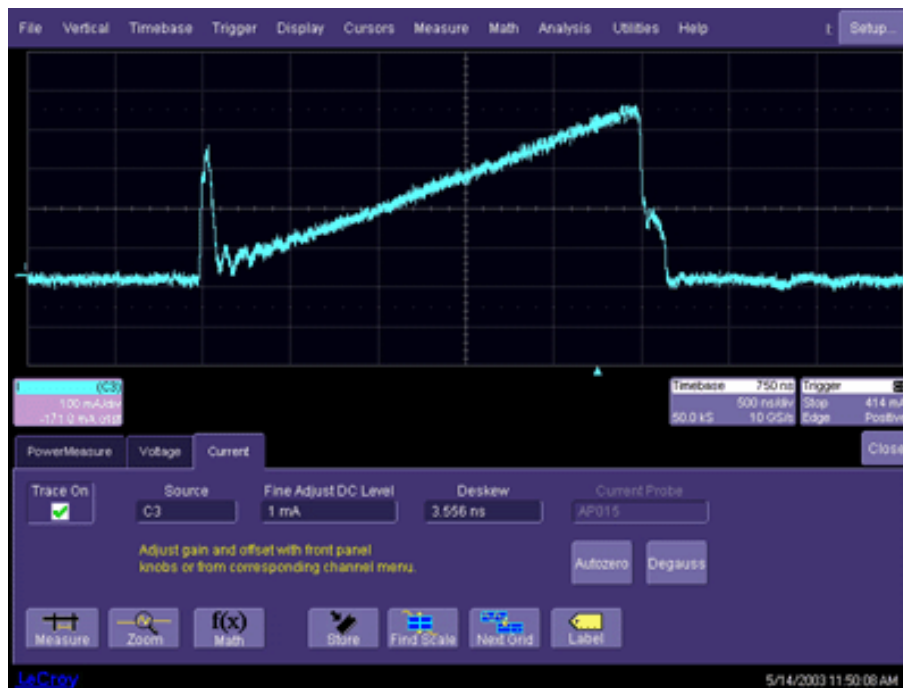 File Vertical Timebase Trigger Display Cursors Measure Math Analysis Utilities Help Setup...
(C3)
100 mA/div
-171.0 mA ofst
Timebase 750 ns
500 ns/div
50.0 kS 10 GS/s
Trigger
Stop 414 mA
Edge Positive
PowerMeasure Voltage Current Close
Trace On Source Fine Adjust DC Level Deskew Current Probe
C3 1 mA 3.556 ns AP015
Adjust gain and offset with front panel
knobs or from corresponding channel menu.
Autozero Degauss
f(x)
Measure Zoom Math Store Find Scale Next Grid Label
LeCroy 5/14/2003 11:50:08 AM